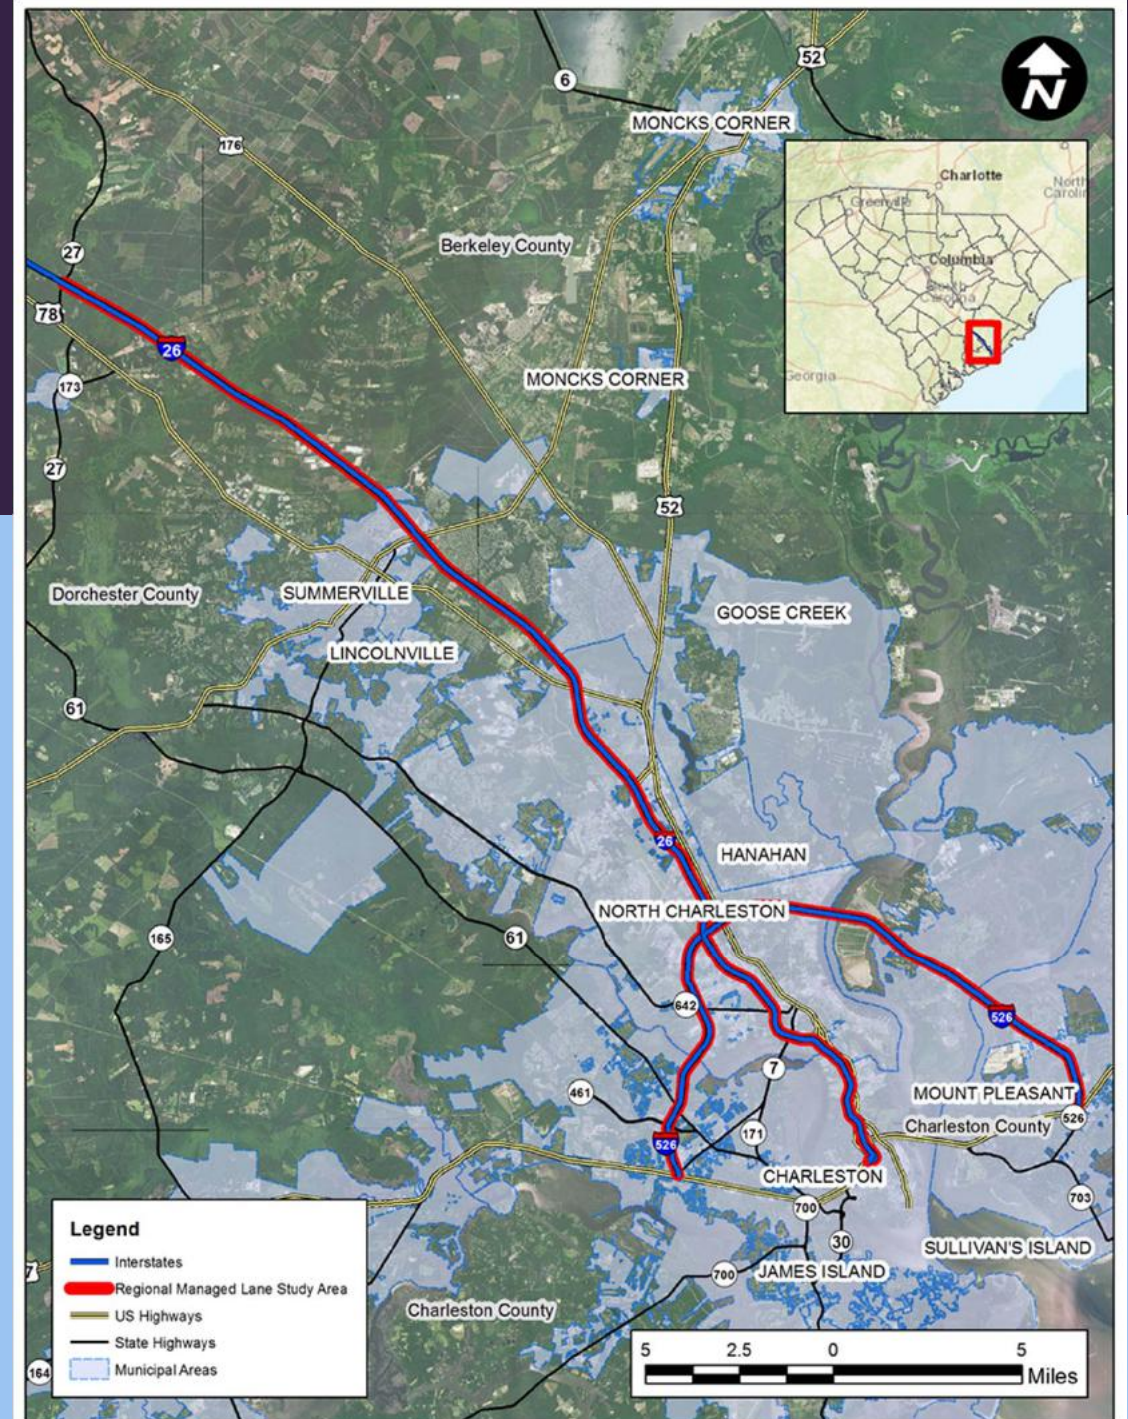 52
6
N
MONCKS CORNER
176
Charlotte
North
Carolin
Greenville
27
Berkeley County
Columbia
South
Carolina
78
26
173
MONCKS CORNER
Georgia
27
52
Dorchester County
SUMMERVILLE
GOOSE CREEK
LINCOLNVILLE
61
26
HANAHAN
NORTH CHARLESTON
165
61
642
526
7
461
MOUNT PLEASANT
526
Charleston County
171
526
CHARLESTON
703
700
Legend
30
SULLIVAN'S ISLAND
Interstates
7
700
JAMES ISLAND
Regional Managed Lane Study Area
Charleston County
US Highways
State Highways
5 2.5 0 5
Miles
Municipal Areas
164